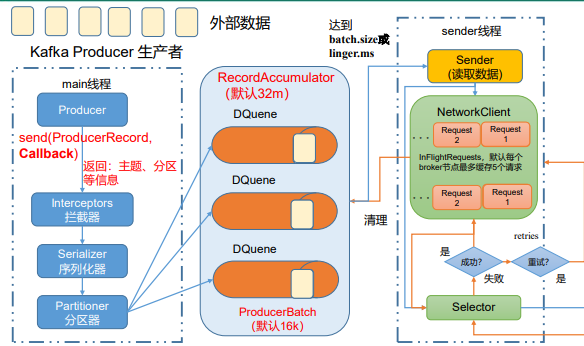 外部数据
Kafka Producer 生产者
main线程
Producer
send(ProducerRecord,
Callback)
返回：主题、分区
等信息
Interceptors
拦截器
Serializer
序列化器
Partitioner
分区器
RecordAccumulator
(默认32m)
DQuene
DQuene
DQuene
ProducerBatch
(默认16k)
达到
batch.size或
linger.ms
清理
sender线程
Sender
(读取数据)
NetworkClient
...
Request
2
Request
1
InFlightRequests，默认每个
broker节点最多缓存5个请求
...
Request
2
Request
1
retries
是
成功？
失败
重试？
是
Selector